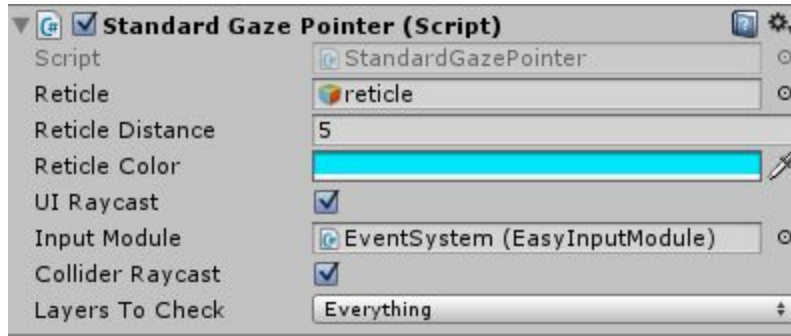 Standard Gaze Pointer (Script)
Script StandardGazePointer
Reticle reticle
Reticle Distance 5
Reticle Color
UI Raycast
Input Module EventSystem (EasyInputModule)
Collider Raycast
Layers To Check Everything